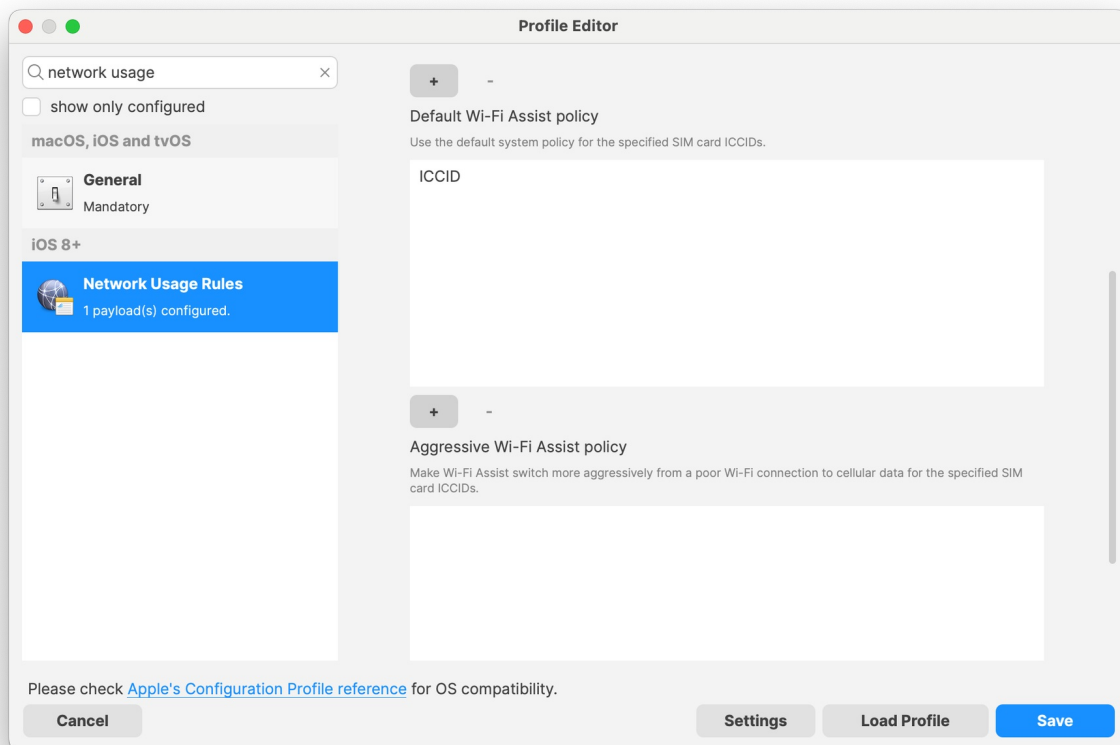 Profile Editor
network usage
show only configured
macOS, iOS and tvOS
General
Mandatory
iOS 8+
Network Usage Rules
1 payload(s) configured.
+ -
Default Wi-Fi Assist policy
Use the default system policy for the specified SIM card ICCIDs.
ICCID
+ -
Aggressive Wi-Fi Assist policy
Make Wi-Fi Assist switch more aggressively from a poor Wi-Fi connection to cellular data for the specified SIM
card ICCIDs.
Please check Apple's Configuration Profile reference for OS compatibility.
Cancel
Settings
Load Profile
Save